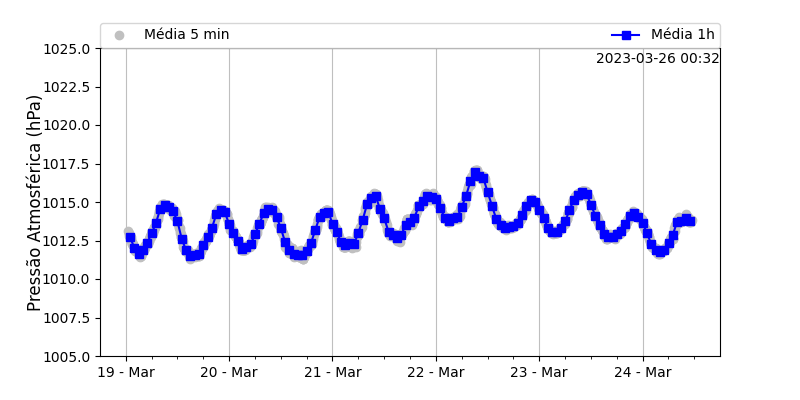 Média 5 min
Média 1h
2023-03-26 00:32
Pressão Atmosférica (hPa)
1025.0
1022.5
1020.0
1017.5
1015.0
1012.5
1010.0
1007.5
1005.0
19 - Mar
20 - Mar
21 - Mar
22 - Mar
23 - Mar
24 - Mar